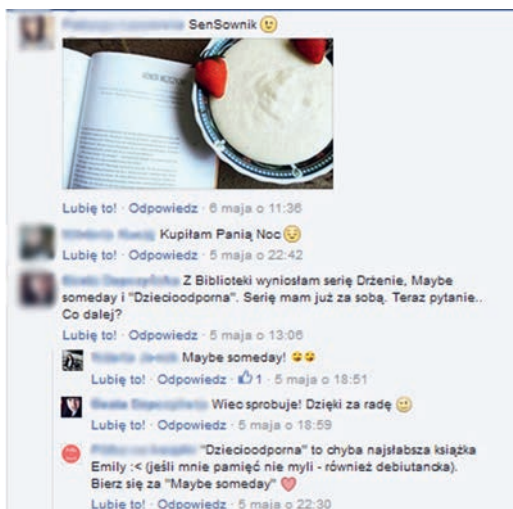 SenSownik
Lubię to! · Odpowiedz · 6 maja o 11:36
Kupiłam Panią Noc
Lubię to! · Odpowiedz · 5 maja o 22:42
Z Biblioteki wyniosłam serię Drżenie, Maybe
someday i "Dziecioodporna". Serię mam już za sobą. Teraz pytanie..
Co dalej?
Lubię to! · Odpowiedz · 5 maja o 13:06
Maybe someday!
Lubię to! · Odpowiedz · 1 · 5 maja o 18:51
Wiec sprobuje! Dzięki za radę
Lubię to! · Odpowiedz · 5 maja o 18:59
"Dziecioodporna" to chyba najsłabsza książka
Emily :< (jeśli mnie pamięć nie myli - również debiutancka).
Bierz się za "Maybe someday"
Lubię to! · Odpowiedz · 5 maja o 22:30